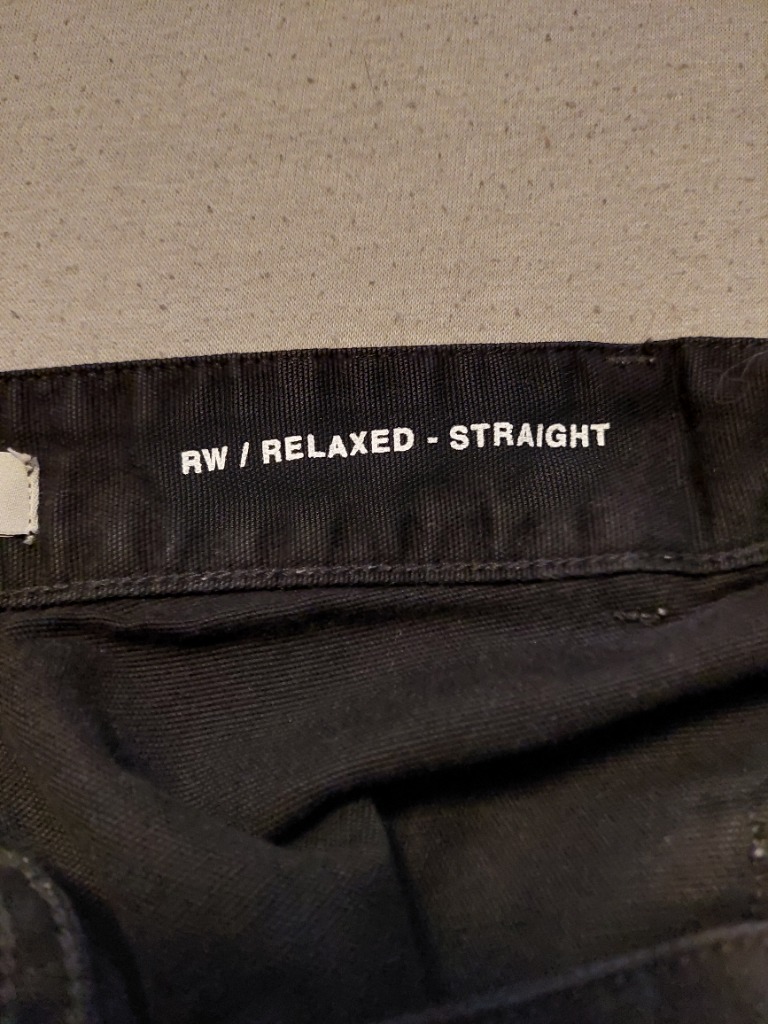 RW / RELAXED - STRAIGHT